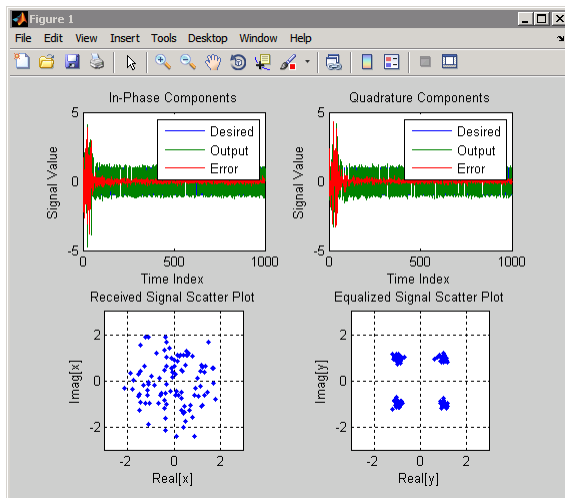 Figure 1
File Edit View Insert Tools Desktop Window Help
In-Phase Components
5
0
-5
Signal Value
Desired
Output
Error
0 500 1000
Time Index
Quadrature Components
5
0
-5
Signal Value
Desired
Output
Error
0 500 1000
Time Index
Received Signal Scatter Plot
2
0
-2
Imag[x]
-2 0 2
Real[x]
Equalized Signal Scatter Plot
2
0
-2
Imag[y]
-2 0 2
Real[y]